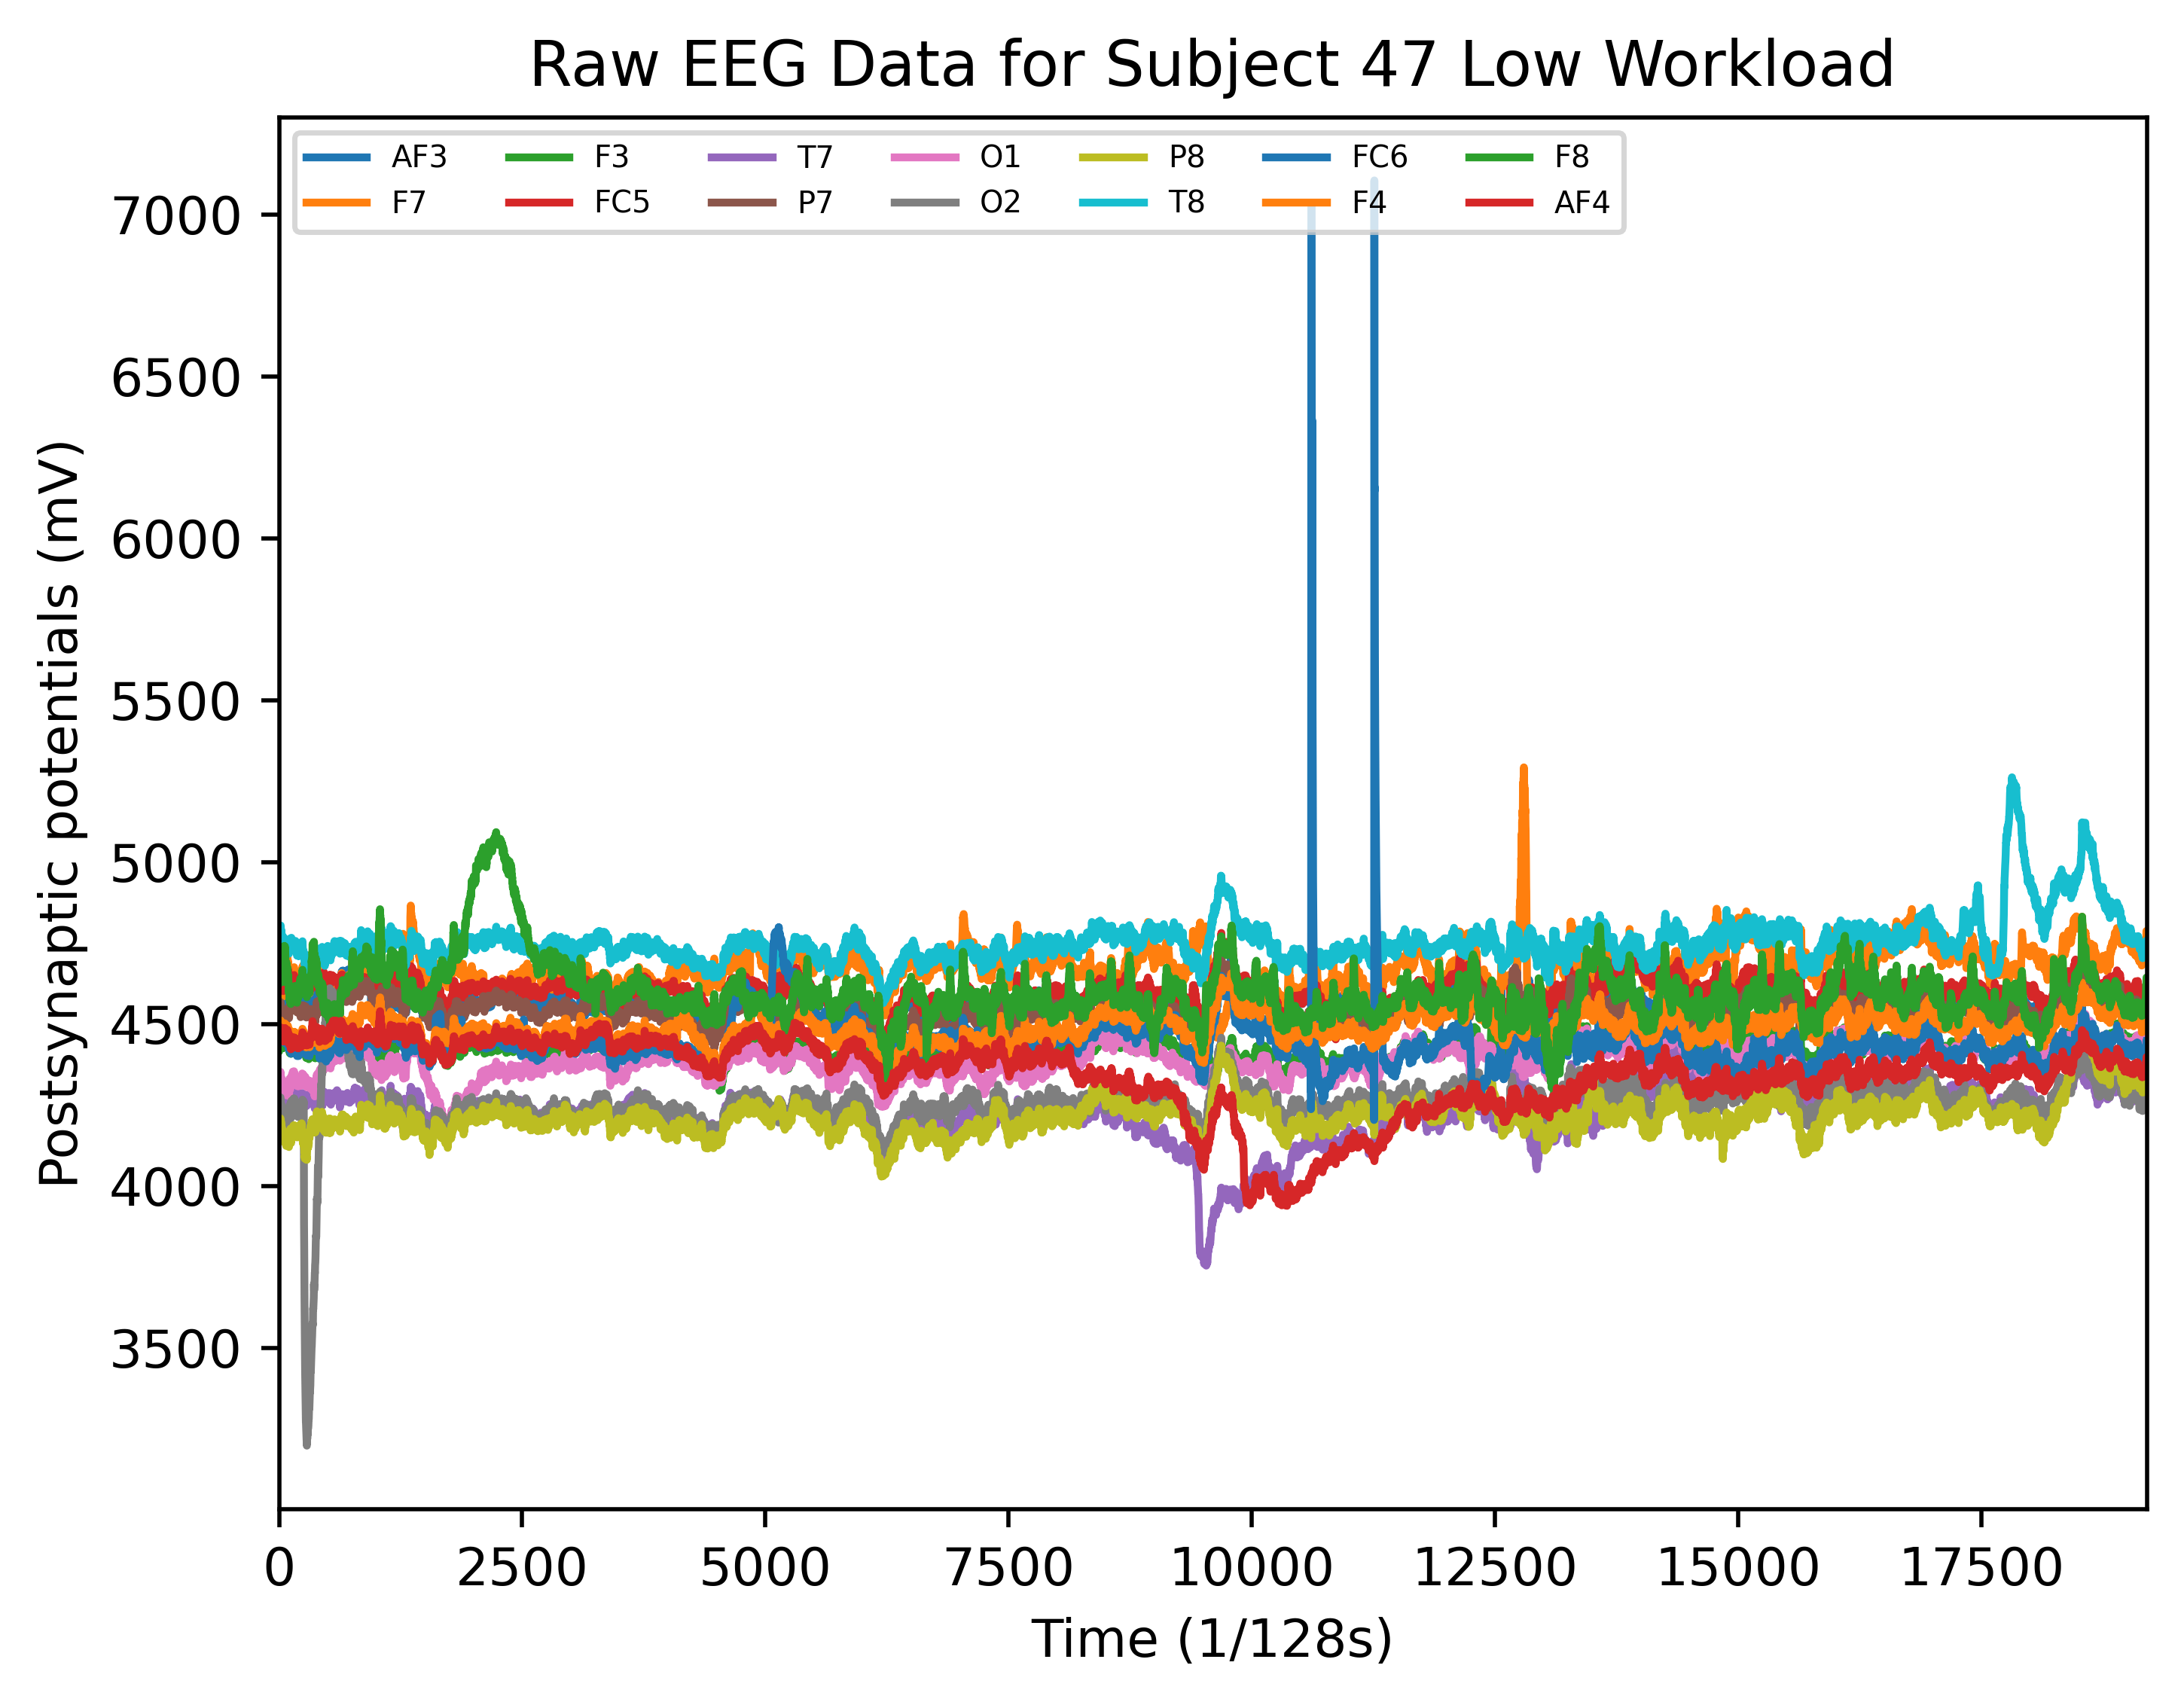 Raw EEG Data for Subject 47 Low Workload
AF3 F3 T7 O1 P8 FC6 F8
F7 FC5 P7 O2 T8 F4 AF4
7000
6500
6000
5500
5000
4500
4000
3500
Postsynaptic potentials (mV)
0 2500 5000 7500 10000 12500 15000 17500
Time (1/128s)